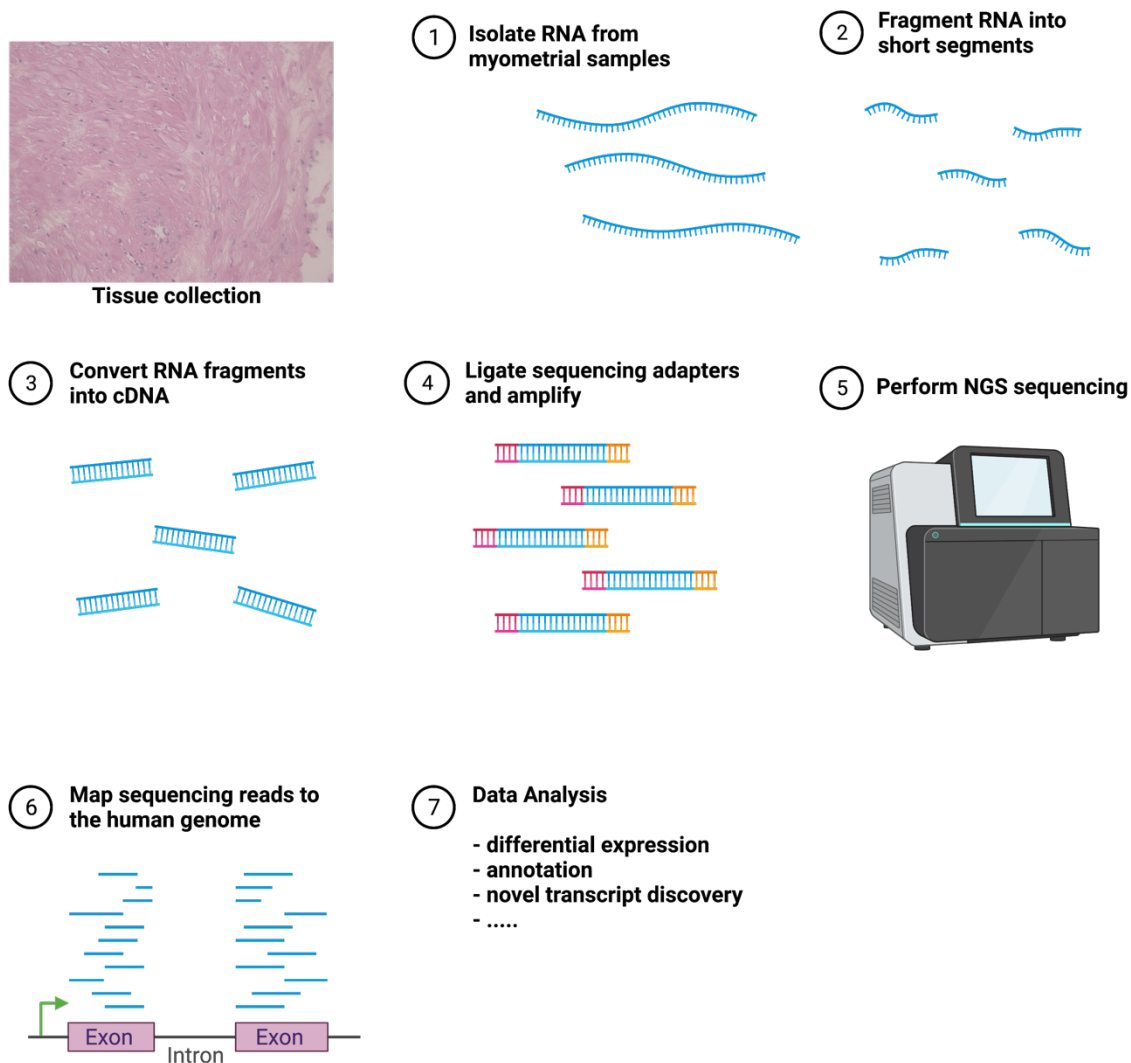 1
Isolate RNA from
myometrial samples
2
Fragment RNA into
short segments
Tissue collection
3
Convert RNA fragments
into cDNA
4
Ligate sequencing adapters
and amplify
5
Perform NGS sequencing
6
Map sequencing reads to
the human genome
Exon
Intron
Exon
7
Data Analysis
- differential expression
- annotation
- novel transcript discovery
- .....